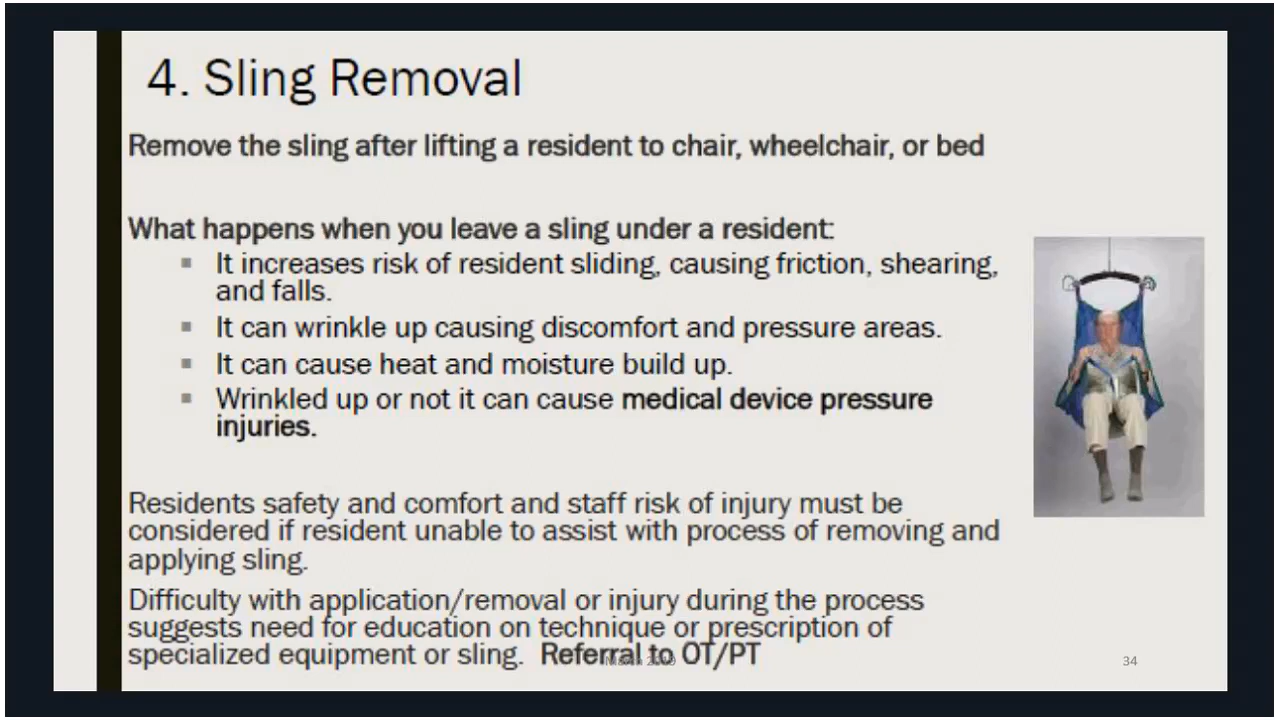 4. Sling Removal
Remove the sling after lifting a resident to chair, wheelchair, or bed
What happens when you leave a sling under a resident:
It increases risk of resident sliding, causing friction, shearing,
and falls.
It can wrinkle up causing discomfort and pressure areas.
It can cause heat and moisture build up.
Wrinkled up or not it can cause medical device pressure
injuries.
Residents safety and comfort and staff risk of injury must be
considered if resident unable to assist with process of removing and
applying sling.
Difficulty with application/removal or injury during the process
suggests need for education on technique or prescription of
specialized equipment or sling. Referral to OT/PT
34